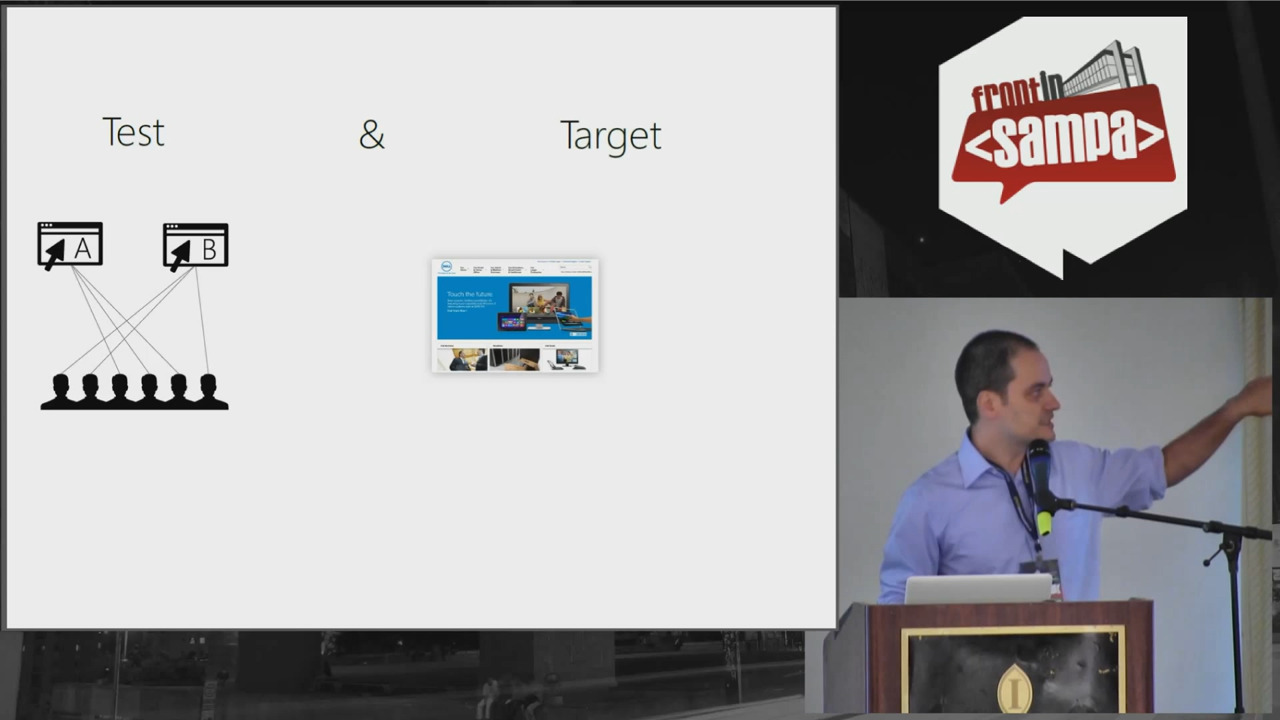 Test & Target
A B
Touch the future
frontin
<sampa>
I